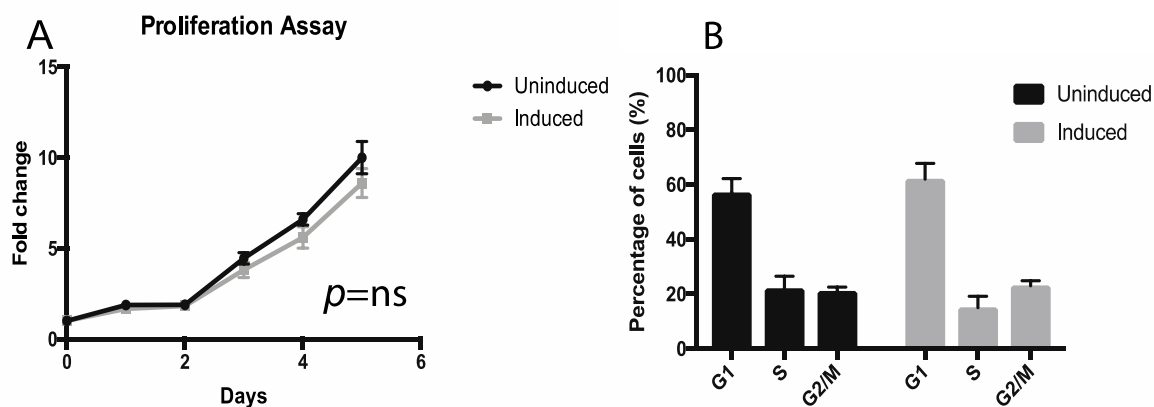 A
Proliferation Assay
15
10
5
0
Fold change
0
2
4
6
Days
Uninduced
Induced
p=ns
B
100
80
60
40
20
0
Percentage of cells (%)
G1
S
G2/M
G1
S
G2/M
Uninduced
Induced